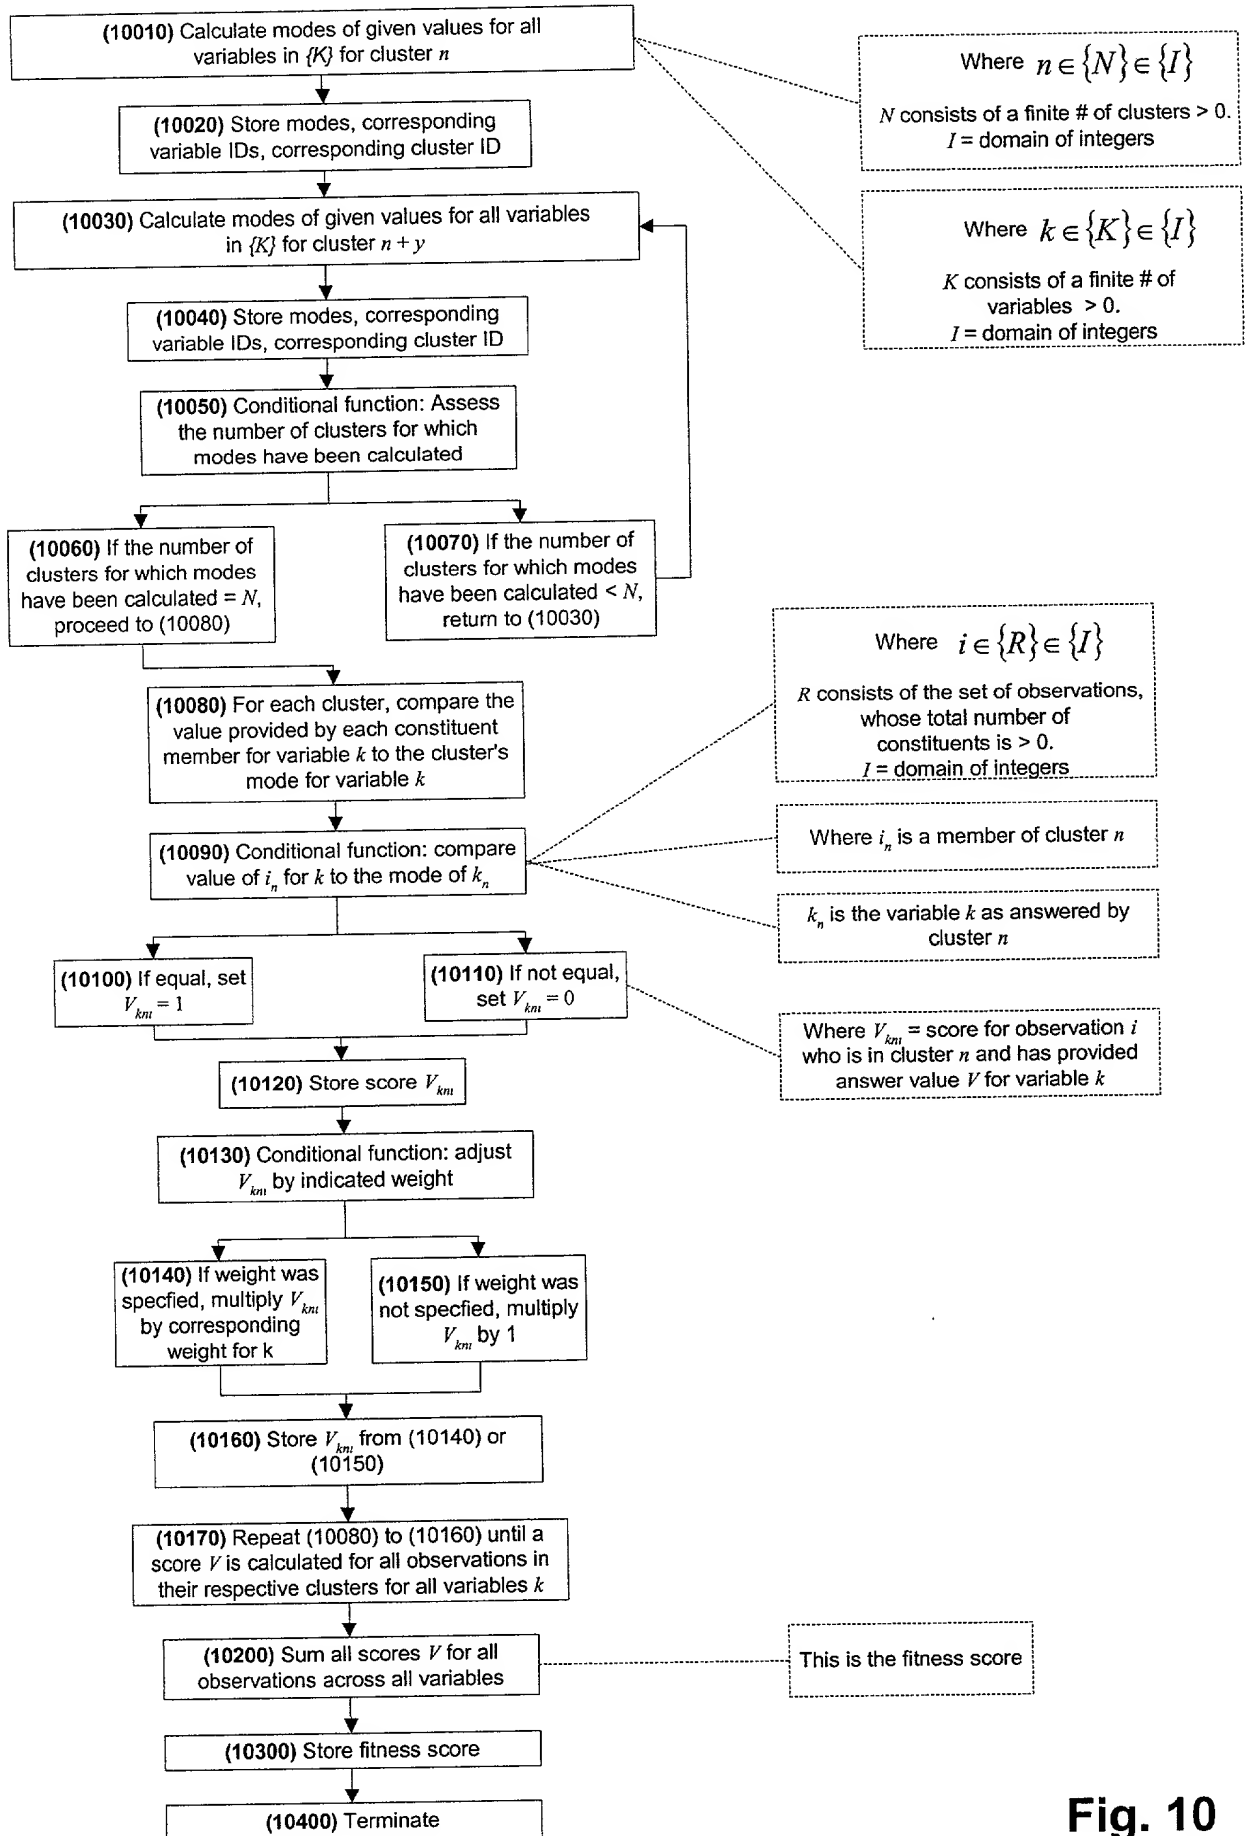 (10010) Calculate modes of given values for all
variables in {K} for cluster n
Where n ∈ {N} ∈ {I}
N consists of a finite # of clusters > 0.
I = domain of integers
(10020) Store modes, corresponding
variable IDs, corresponding cluster ID
(10030) Calculate modes of given values for all variables
in {K} for cluster n + y
Where k ∈ {K} ∈ {I}
K consists of a finite # of
variables > 0.
I = domain of integers
(10040) Store modes, corresponding
variable IDs, corresponding cluster ID
(10050) Conditional function: Assess
the number of clusters for which
modes have been calculated
(10060) If the number of
clusters for which modes
have been calculated = N,
proceed to (10080)
(10070) If the number of
clusters for which modes
have been calculated < N,
return to (10030)
Where i ∈ {R} ∈ {I}
R consists of the set of observations,
whose total number of
constituents is > 0.
I = domain of integers
(10080) For each cluster, compare the
value provided by each constituent
member for variable k to the cluster's
mode for variable k
(10090) Conditional function: compare
value of i_n for k to the mode of k_n
Where i_n is a member of cluster n
k_n is the variable k as answered by
cluster n
(10100) If equal, set
V_kni = 1
(10110) If not equal,
set V_kni = 0
Where V_kni = score for observation i
who is in cluster n and has provided
answer value V for variable k
(10120) Store score V_kni
(10130) Conditional function: adjust
V_kni by indicated weight
(10140) If weight was
specfied, multiply V_kni
by corresponding
weight for k
(10150) If weight was
not specfied, multiply
V_kni by 1
(10160) Store V_kni from (10140) or
(10150)
(10170) Repeat (10080) to (10160) until a
score V is calculated for all observations in
their respective clusters for all variables k
(10200) Sum all scores V for all
observations across all variables
This is the fitness score
(10300) Store fitness score
(10400) Terminate
Fig. 10